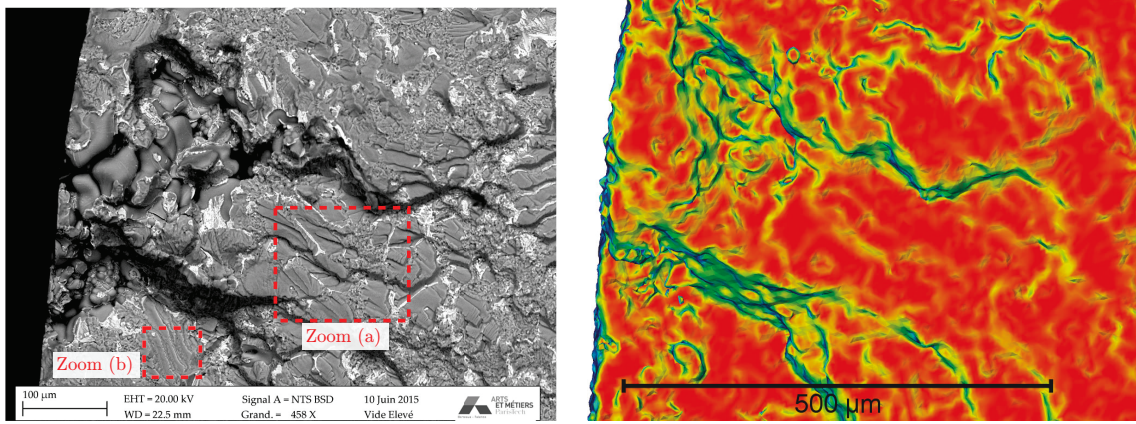 Zoom (a)
Zoom (b)
100 µm
EHT = 20.00 kV
Signal A = NTS BSD
10 Juin 2015
WD = 22.5 mm
Grand. = 458 X
Vide Elevé
ARTS
ET MÉTIERS
ParisTech
500 µm